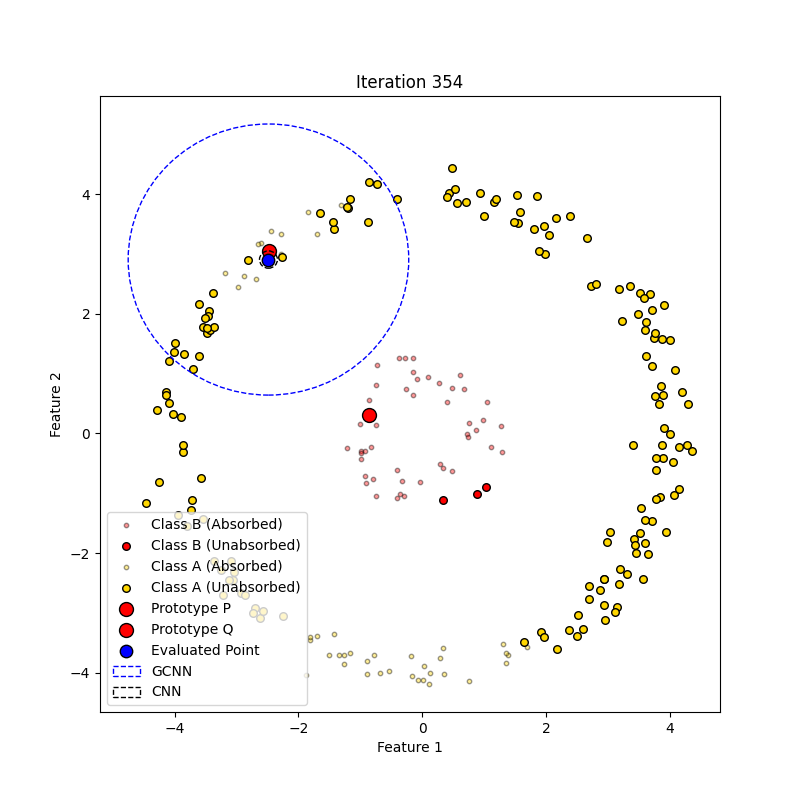 Iteration 354
Feature 2
4
2
0
−2
−4
Class B (Absorbed)
Class B (Unabsorbed)
Class A (Absorbed)
Class A (Unabsorbed)
Prototype P
Prototype Q
Evaluated Point
GCNN
CNN
−4 −2 0 2 4
Feature 1